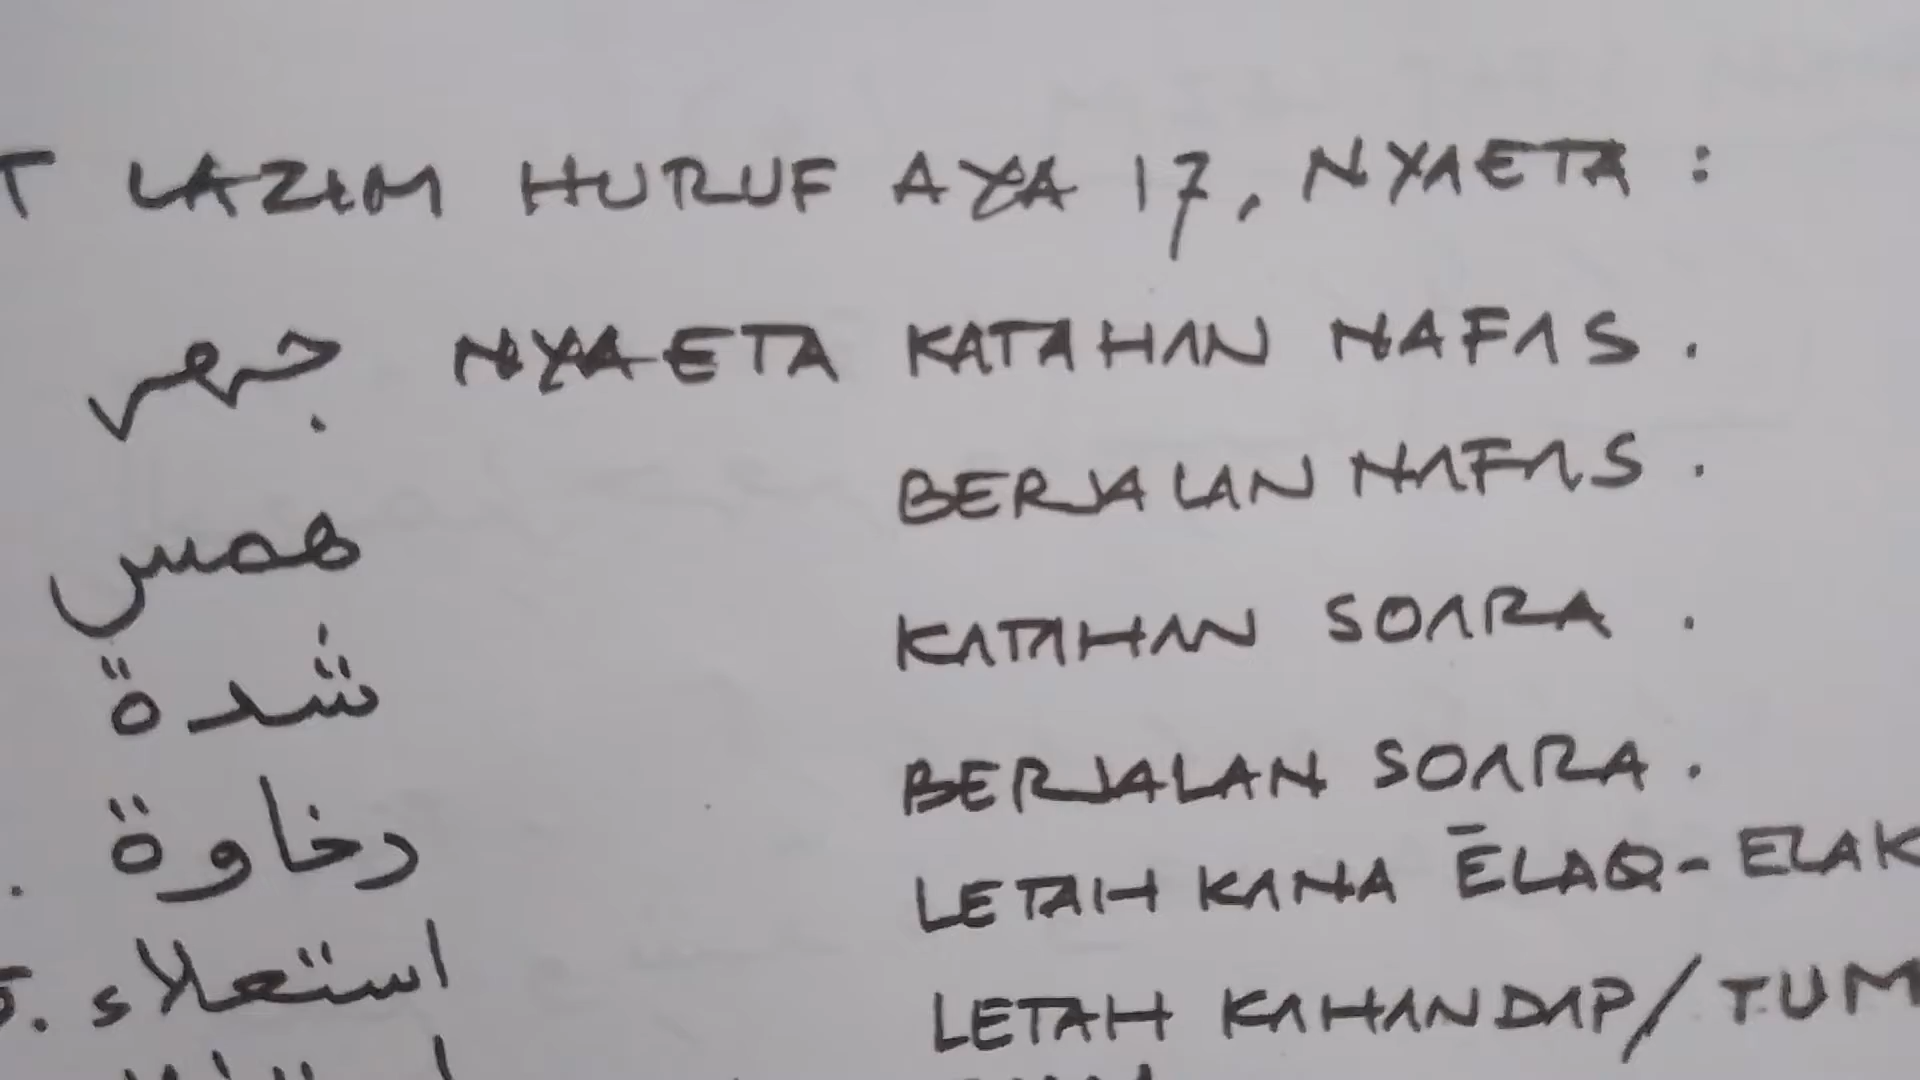 T LAZIM HURUF AYA 17, NYAETA :
جهر NYAETA KATAHAN NAFAS .
همس BERJALAN NAFAS .
شدة KATAHAN SOARA .
رخاوة BERJALAN SOARA .
5. استعلاء LETAH KANA ĒLAQ-ELAK
LETAH KAHANDAP/TUM